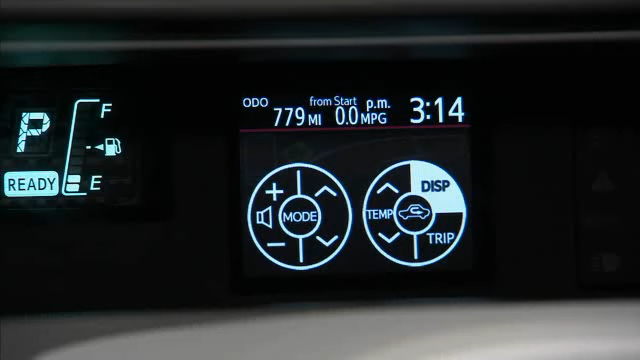 P
READY
F
E
ODO 779 MI
from Start 0.0 MPG
p.m. 3:14
+
MODE
−
DISP
TEMP
TRIP